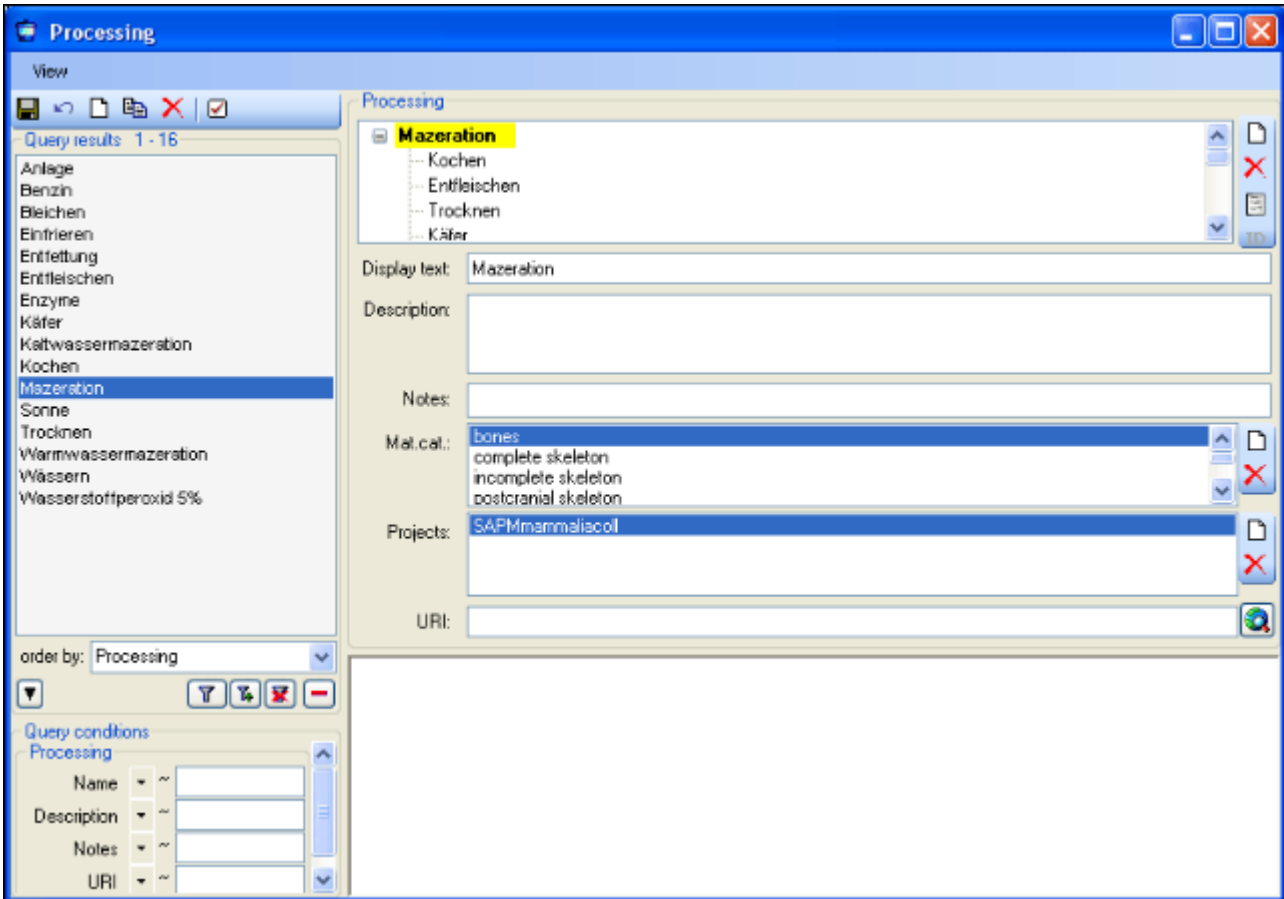 Processing
View
Query results 1 - 16
Anlage
Benzin
Bleichen
Einfrieren
Entfettung
Entfleischen
Enzyme
Käfer
Kaltwassermazeration
Kochen
Mazeration
Sonne
Trocknen
Warmwassermazeration
Wässern
Wasserstoffperoxid 5%
order by: Processing
Query conditions
Processing
Name ~
Description ~
Notes ~
URI ~
Processing
Mazeration
Kochen
Entfleischen
Trocknen
Käfer
ID
Display text: Mazeration
Description:
Notes:
Mat.cat.: bones
complete skeleton
incomplete skeleton
postcranial skeleton
Projects: SAPMmammaliacoll
URI: